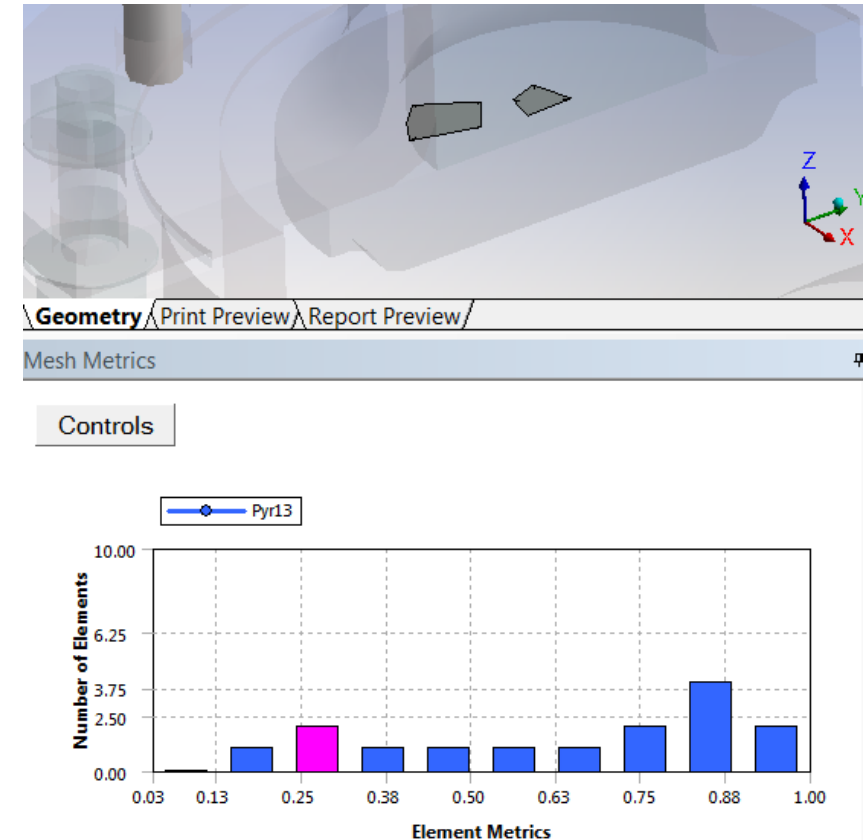 Z
Y
X
Geometry Print Preview Report Preview
Mesh Metrics
Controls
Pyr13
10.00
6.25
3.75
2.50
0.00
Number of Elements
0.03 0.13 0.25 0.38 0.50 0.63 0.75 0.88 1.00
Element Metrics